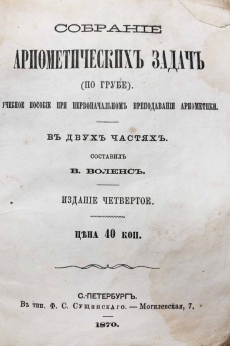 СОБРАНІЕ
АРИѲМЕТИЧЕСКИХЪ ЗАДАЧЪ
(ПО ГРУБЕ).
УЧЕБНОЕ ПОСОБІЕ ПРИ ПЕРВОНАЧАЛЬНОМЪ ПРЕПОДАВАНІИ АРИѲМЕТИКИ.
ВЪ ДВУХЪ ЧАСТЯХЪ.
СОСТАВИЛЪ
В. ВОЛЕНСЪ.
ИЗДАНІЕ ЧЕТВЕРТОЕ.
ЦѢНА 40 КОП.
С.-ПЕТЕРБУРГЪ.
Въ тип. Ф. С. Сущинскаго. — Могилевская, 7.
1870.